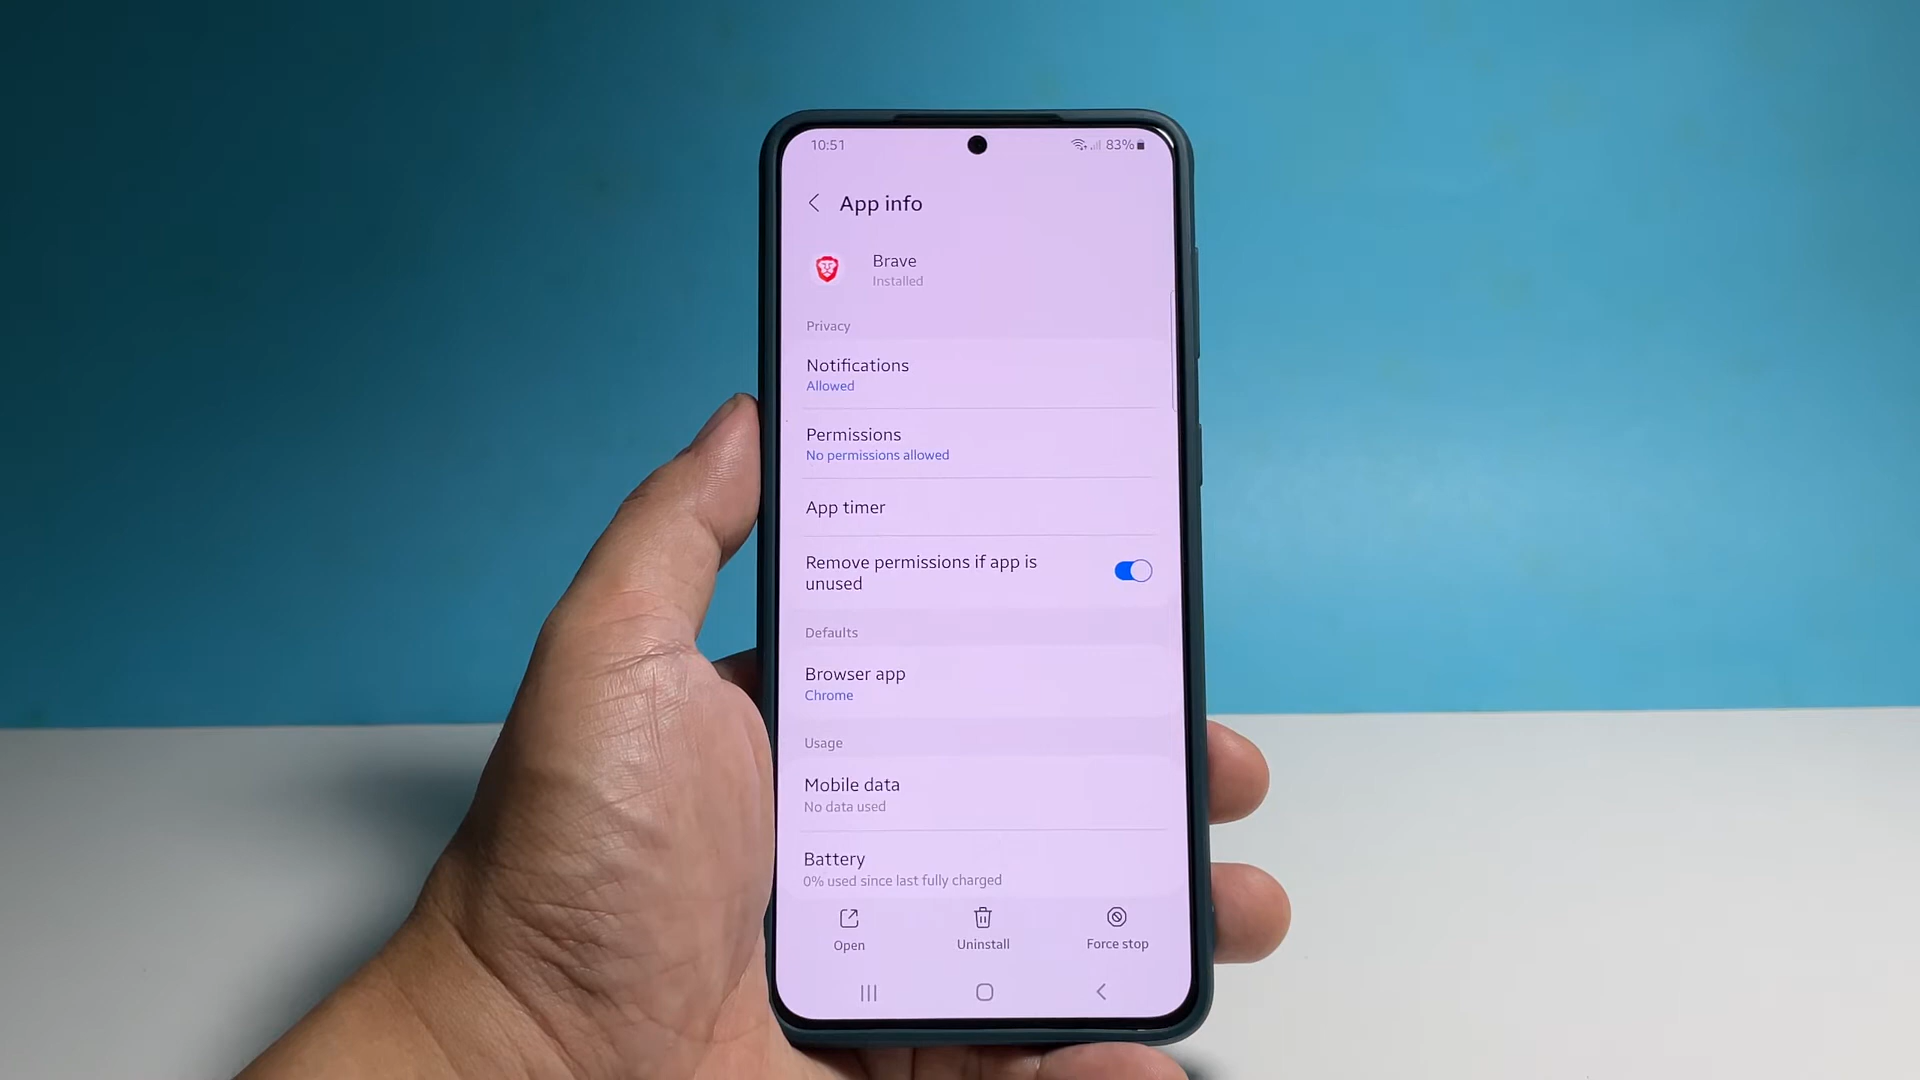 10:51
83%
App info
Brave
Installed
Privacy
Notifications
Allowed
Permissions
No permissions allowed
App timer
Remove permissions if app is
unused
Defaults
Browser app
Chrome
Usage
Mobile data
No data used
Battery
0% used since last fully charged
Open
Uninstall
Force stop